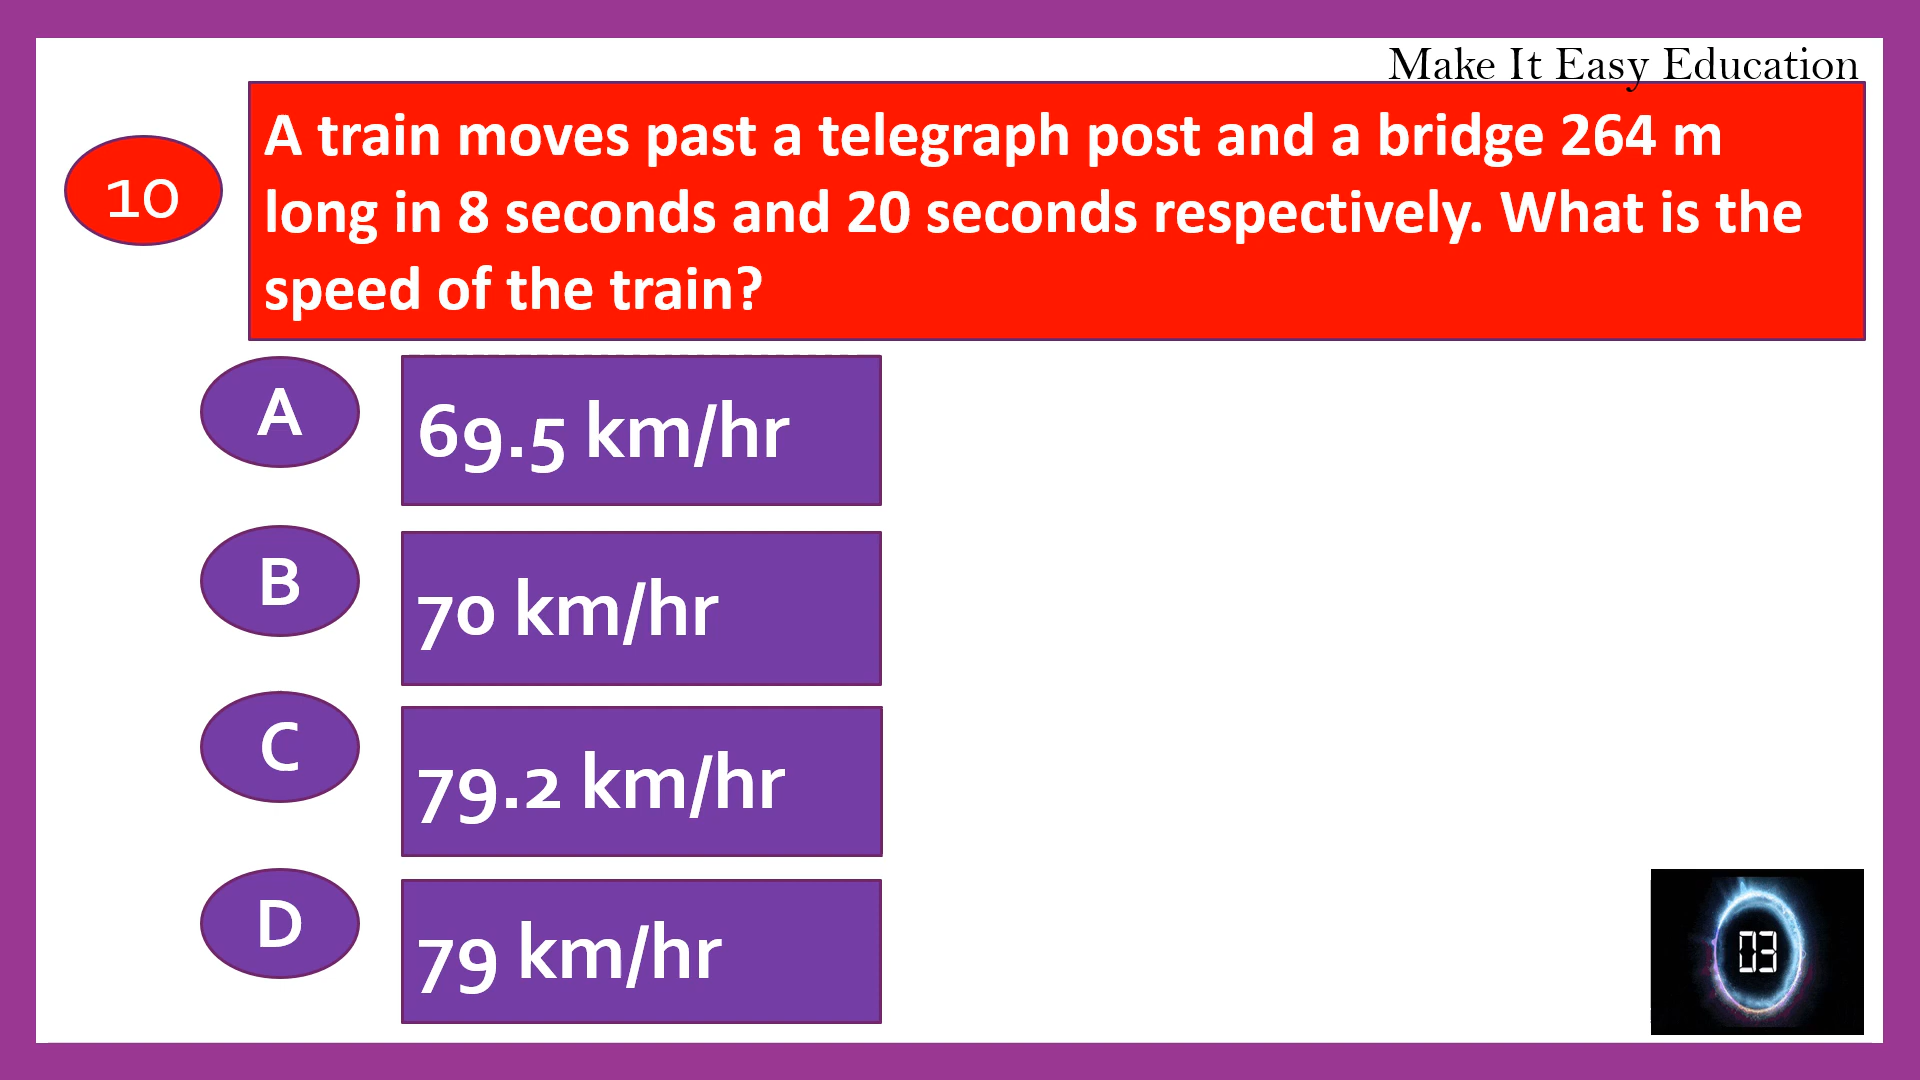 Make It Easy Education
10
A train moves past a telegraph post and a bridge 264 m
long in 8 seconds and 20 seconds respectively. What is the
speed of the train?
A
69.5 km/hr
B
70 km/hr
C
79.2 km/hr
D
79 km/hr
03